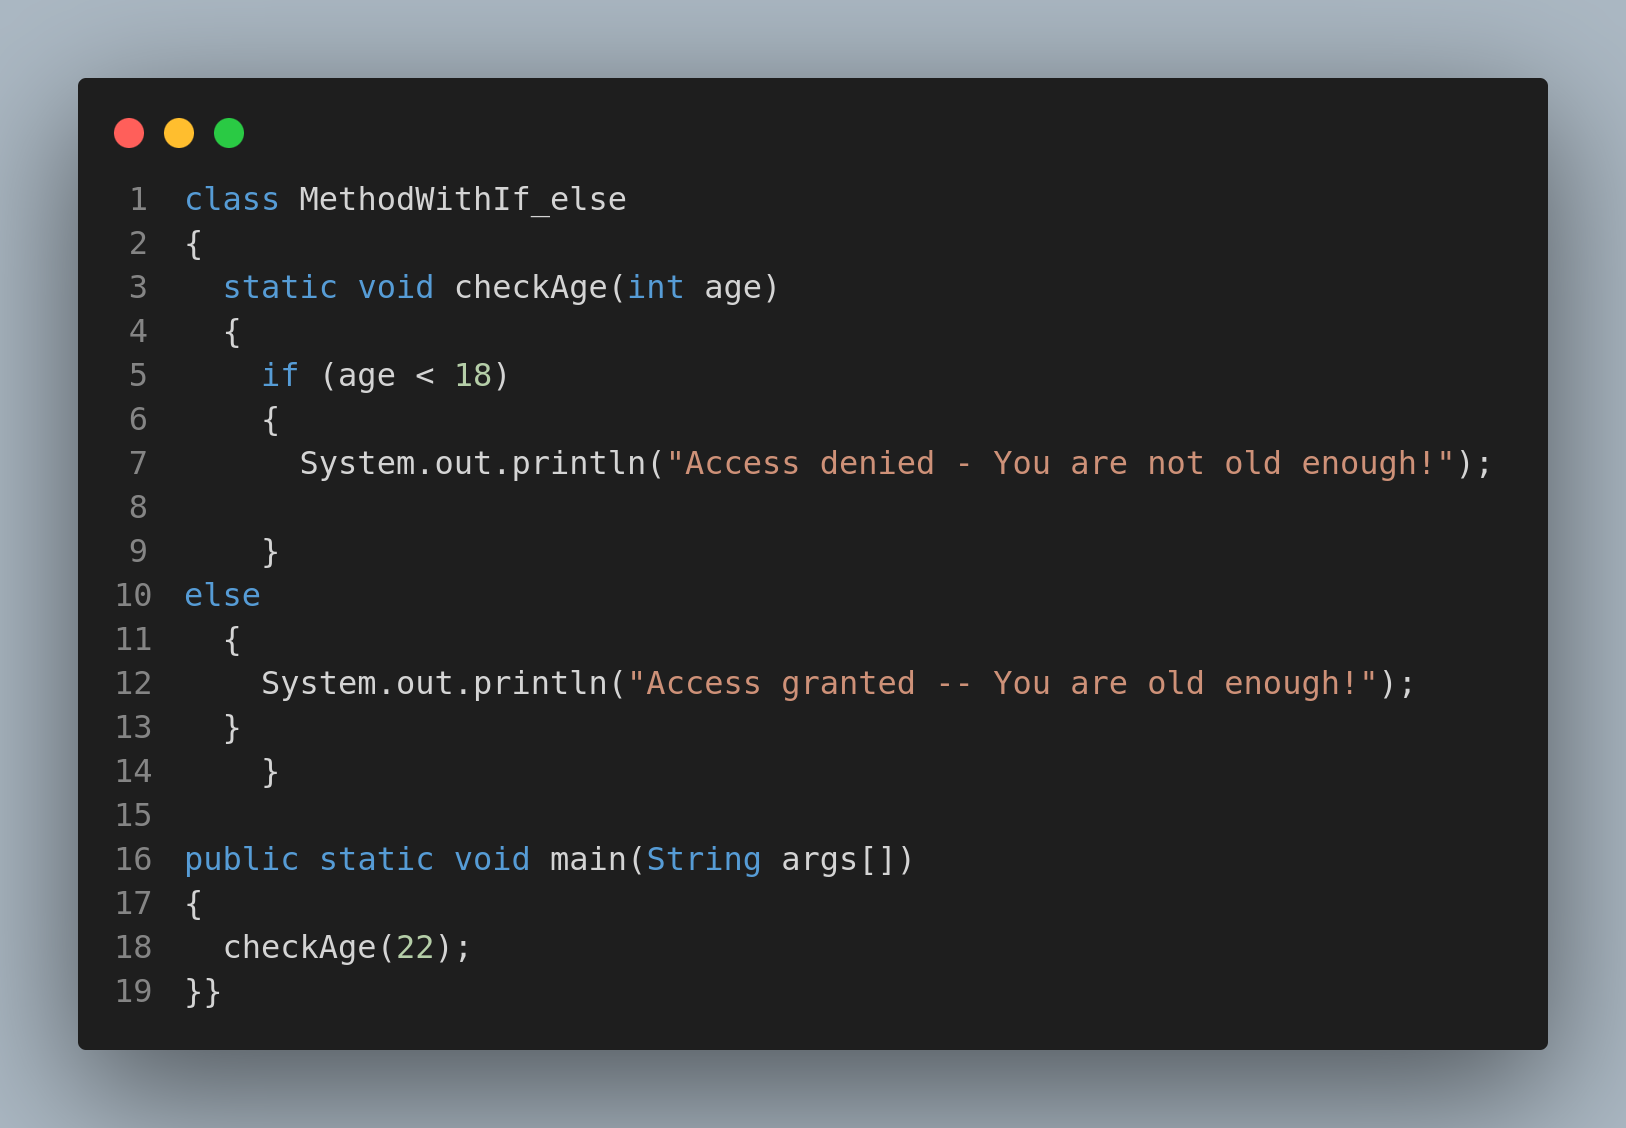 1 class MethodWithIf_else
2 {
3   static void checkAge(int age)
4   {
5     if (age < 18)
6     {
7       System.out.println("Access denied - You are not old enough!");
8
9     }
10 else
11   {
12     System.out.println("Access granted -- You are old enough!");
13   }
14     }
15
16 public static void main(String args[])
17 {
18   checkAge(22);
19 }}